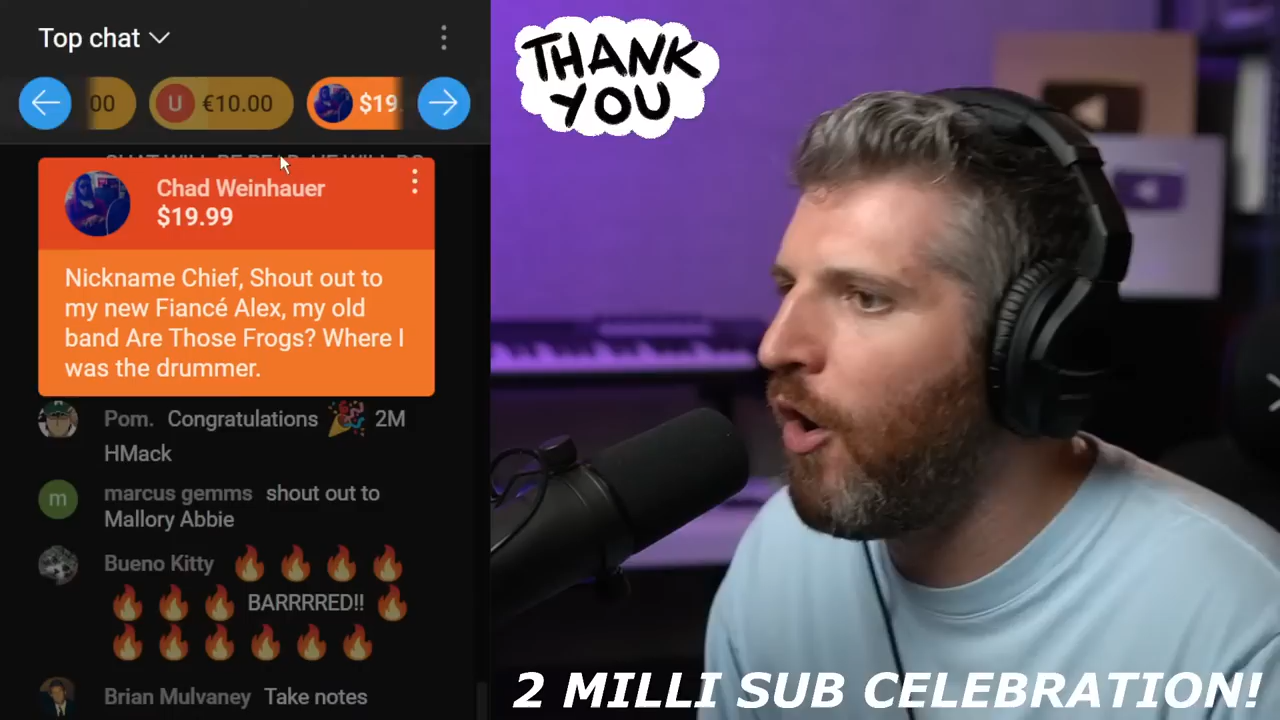 Top chat
00
U
€10.00
$19
THANK
YOU
Chad Weinhauer
$19.99
Nickname Chief, Shout out to
my new Fiancé Alex, my old
band Are Those Frogs? Where I
was the drummer.
Pom. Congratulations 🎉 2M
HMack
m
marcus gemms shout out to
Mallory Abbie
Bueno Kitty 🔥 🔥 🔥 🔥
🔥 🔥 🔥 BARRRRED!! 🔥
🔥 🔥 🔥 🔥 🔥 🔥
Brian Mulvaney Take notes
2 MILLI SUB CELEBRATION!